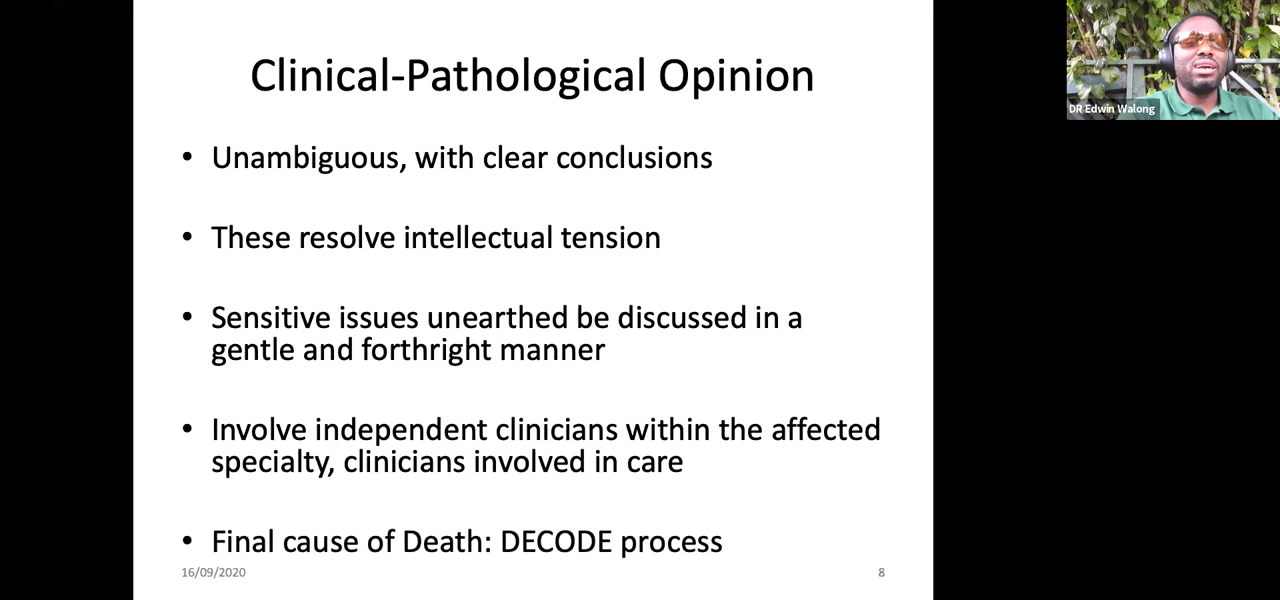 Clinical-Pathological Opinion
• Unambiguous, with clear conclusions
• These resolve intellectual tension
• Sensitive issues unearthed be discussed in a
gentle and forthright manner
• Involve independent clinicians within the affected
specialty, clinicians involved in care
• Final cause of Death: DECODE process
16/09/2020
8
DR Edwin Walong